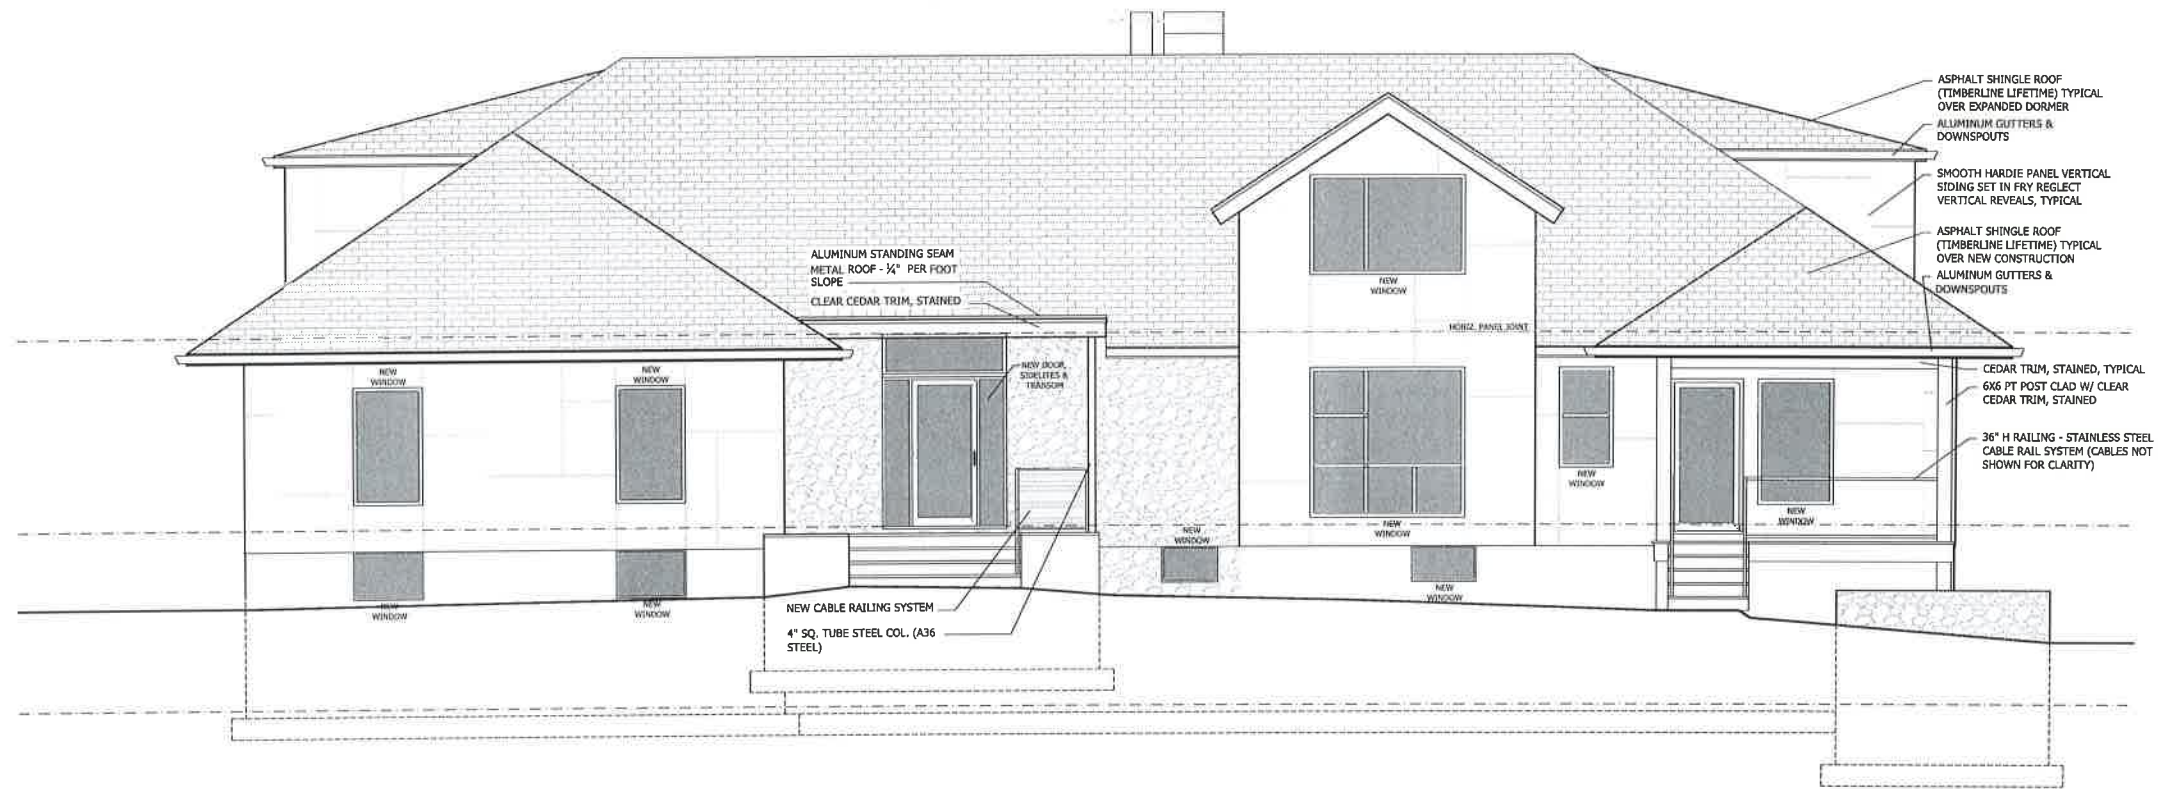 ASPHALT SHINGLE ROOF
(TIMBERLINE LIFETIME) TYPICAL
OVER EXPANDED DORMER
ALUMINUM GUTTERS &
DOWNSPOUTS
SMOOTH HARDIE PANEL VERTICAL
SIDING SET IN FRY REGLECT
VERTICAL REVEALS, TYPICAL
ASPHALT SHINGLE ROOF
(TIMBERLINE LIFETIME) TYPICAL
OVER NEW CONSTRUCTION
ALUMINUM GUTTERS &
DOWNSPOUTS
ALUMINUM STANDING SEAM
METAL ROOF - ¼" PER FOOT
SLOPE
CLEAR CEDAR TRIM, STAINED
NEW
WINDOW
HORIZ. PANEL JOINT
NEW DOOR,
SIDELITES &
TRANSOM
NEW
WINDOW
NEW
WINDOW
CEDAR TRIM, STAINED, TYPICAL
6X6 PT POST CLAD W/ CLEAR
CEDAR TRIM, STAINED
36" H RAILING - STAINLESS STEEL
CABLE RAIL SYSTEM (CABLES NOT
SHOWN FOR CLARITY)
NEW
WINDOW
NEW
WINDOW
NEW
WINDOW
NEW
WINDOW
NEW
WINDOW
NEW
WINDOW
NEW
WINDOW
NEW CABLE RAILING SYSTEM
4" SQ. TUBE STEEL COL. (A36
STEEL)